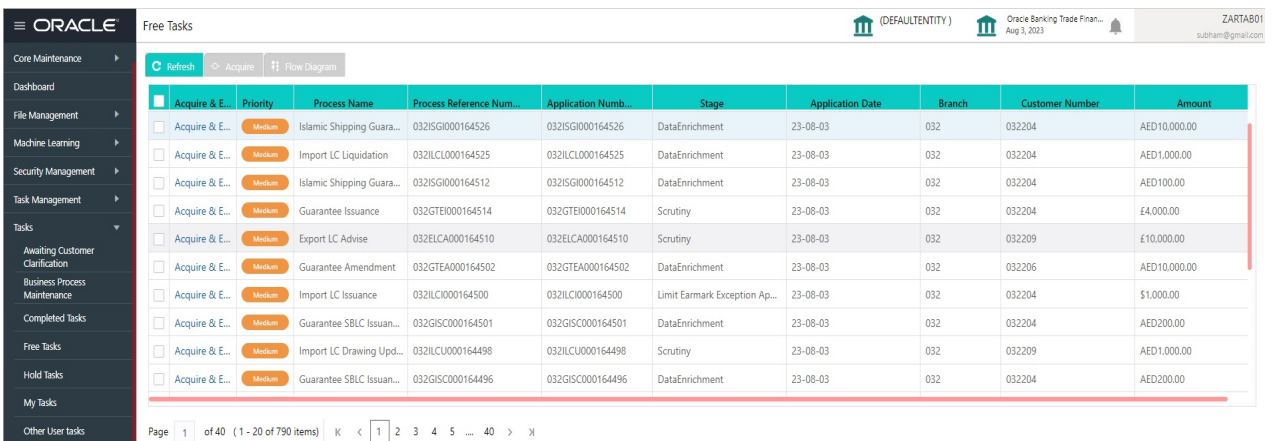 ≡ ORACLE
Free Tasks
(DEFAULTENTITY )
Oracle Banking Trade Finan...
Aug 3, 2023
ZARTAB01
subham@gmail.com
Core Maintenance
Dashboard
File Management
Machine Learning
Security Management
Task Management
Tasks
Awaiting Customer
Clarification
Business Process
Maintenance
Completed Tasks
Free Tasks
Hold Tasks
My Tasks
Other User tasks
Refresh Acquire Flow Diagram
Acquire & E... Priority Process Name Process Reference Num... Application Numb... Stage Application Date Branch Customer Number Amount
Acquire & E... Medium Islamic Shipping Guara... 032ISGI000164526 032ISGI000164526 DataEnrichment 23-08-03 032 032204 AED10,000.00
Acquire & E... Medium Import LC Liquidation 032ILCL000164525 032ILCL000164525 DataEnrichment 23-08-03 032 032204 AED1,000.00
Acquire & E... Medium Islamic Shipping Guara... 032ISGI000164512 032ISGI000164512 DataEnrichment 23-08-03 032 032204 AED100.00
Acquire & E... Medium Guarantee Issuance 032GTEI000164514 032GTEI000164514 Scrutiny 23-08-03 032 032204 £4,000.00
Acquire & E... Medium Export LC Advise 032ELCA000164510 032ELCA000164510 Scrutiny 23-08-03 032 032209 £10,000.00
Acquire & E... Medium Guarantee Amendment 032GTEA000164502 032GTEA000164502 DataEnrichment 23-08-03 032 032206 AED10,000.00
Acquire & E... Medium Import LC Issuance 032ILCI000164500 032ILCI000164500 Limit Earmark Exception Ap... 23-08-03 032 032204 $1,000.00
Acquire & E... Medium Guarantee SBLC Issuan... 032GISC000164501 032GISC000164501 DataEnrichment 23-08-03 032 032204 AED200.00
Acquire & E... Medium Import LC Drawing Upd... 032ILCU000164498 032ILCU000164498 Scrutiny 23-08-03 032 032209 AED1,000.00
Acquire & E... Medium Guarantee SBLC Issuan... 032GISC000164496 032GISC000164496 DataEnrichment 23-08-03 032 032204 AED200.00
Page 1 of 40 (1 - 20 of 790 items) K < 1 2 3 4 5 ... 40 > >|